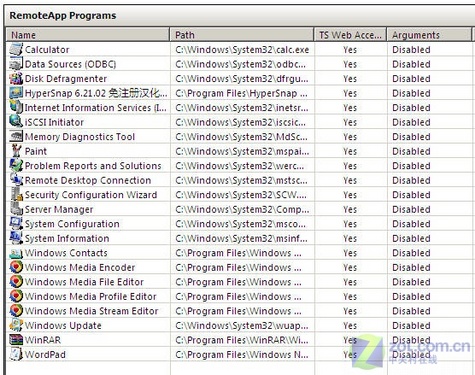 RemoteApp Programs
Name Path TS Web Acce... Arguments
Calculator C:\Windows\System32\calc.exe Yes Disabled
Data Sources (ODBC) C:\Windows\System32\odbc... Yes Disabled
Disk Defragmenter C:\Windows\System32\dfrgu... Yes Disabled
HyperSnap 6.21.02 免注册汉化... C:\Program Files\HyperSnap ... Yes Disabled
Internet Information Services (I... C:\Windows\System32\inetsr... Yes Disabled
iSCSI Initiator C:\Windows\System32\iscsic... Yes Disabled
Memory Diagnostics Tool C:\Windows\System32\MdSc... Yes Disabled
Paint C:\Windows\System32\mspai... Yes Disabled
Problem Reports and Solutions C:\Windows\System32\werc... Yes Disabled
Remote Desktop Connection C:\Windows\System32\mstsc... Yes Disabled
Security Configuration Wizard C:\Windows\System32\SCW.... Yes Disabled
Server Manager C:\Windows\System32\Comp... Yes Disabled
System Configuration C:\Windows\System32\msco... Yes Disabled
System Information C:\Windows\System32\msinf... Yes Disabled
Windows Contacts C:\Program Files\Windows ... Yes Disabled
Windows Media Encoder C:\Program Files\Windows ... Yes Disabled
Windows Media File Editor C:\Program Files\Windows ... Yes Disabled
Windows Media Profile Editor C:\Program Files\Windows ... Yes Disabled
Windows Media Stream Editor C:\Program Files\Windows ... Yes Disabled
Windows Update C:\Windows\System32\wuap... Yes Disabled
WinRAR C:\Program Files\WinRAR\Wi... Yes Disabled
WordPad C:\Program Files\Windows N... Yes Disabled
zol.com.cn
中关村在线